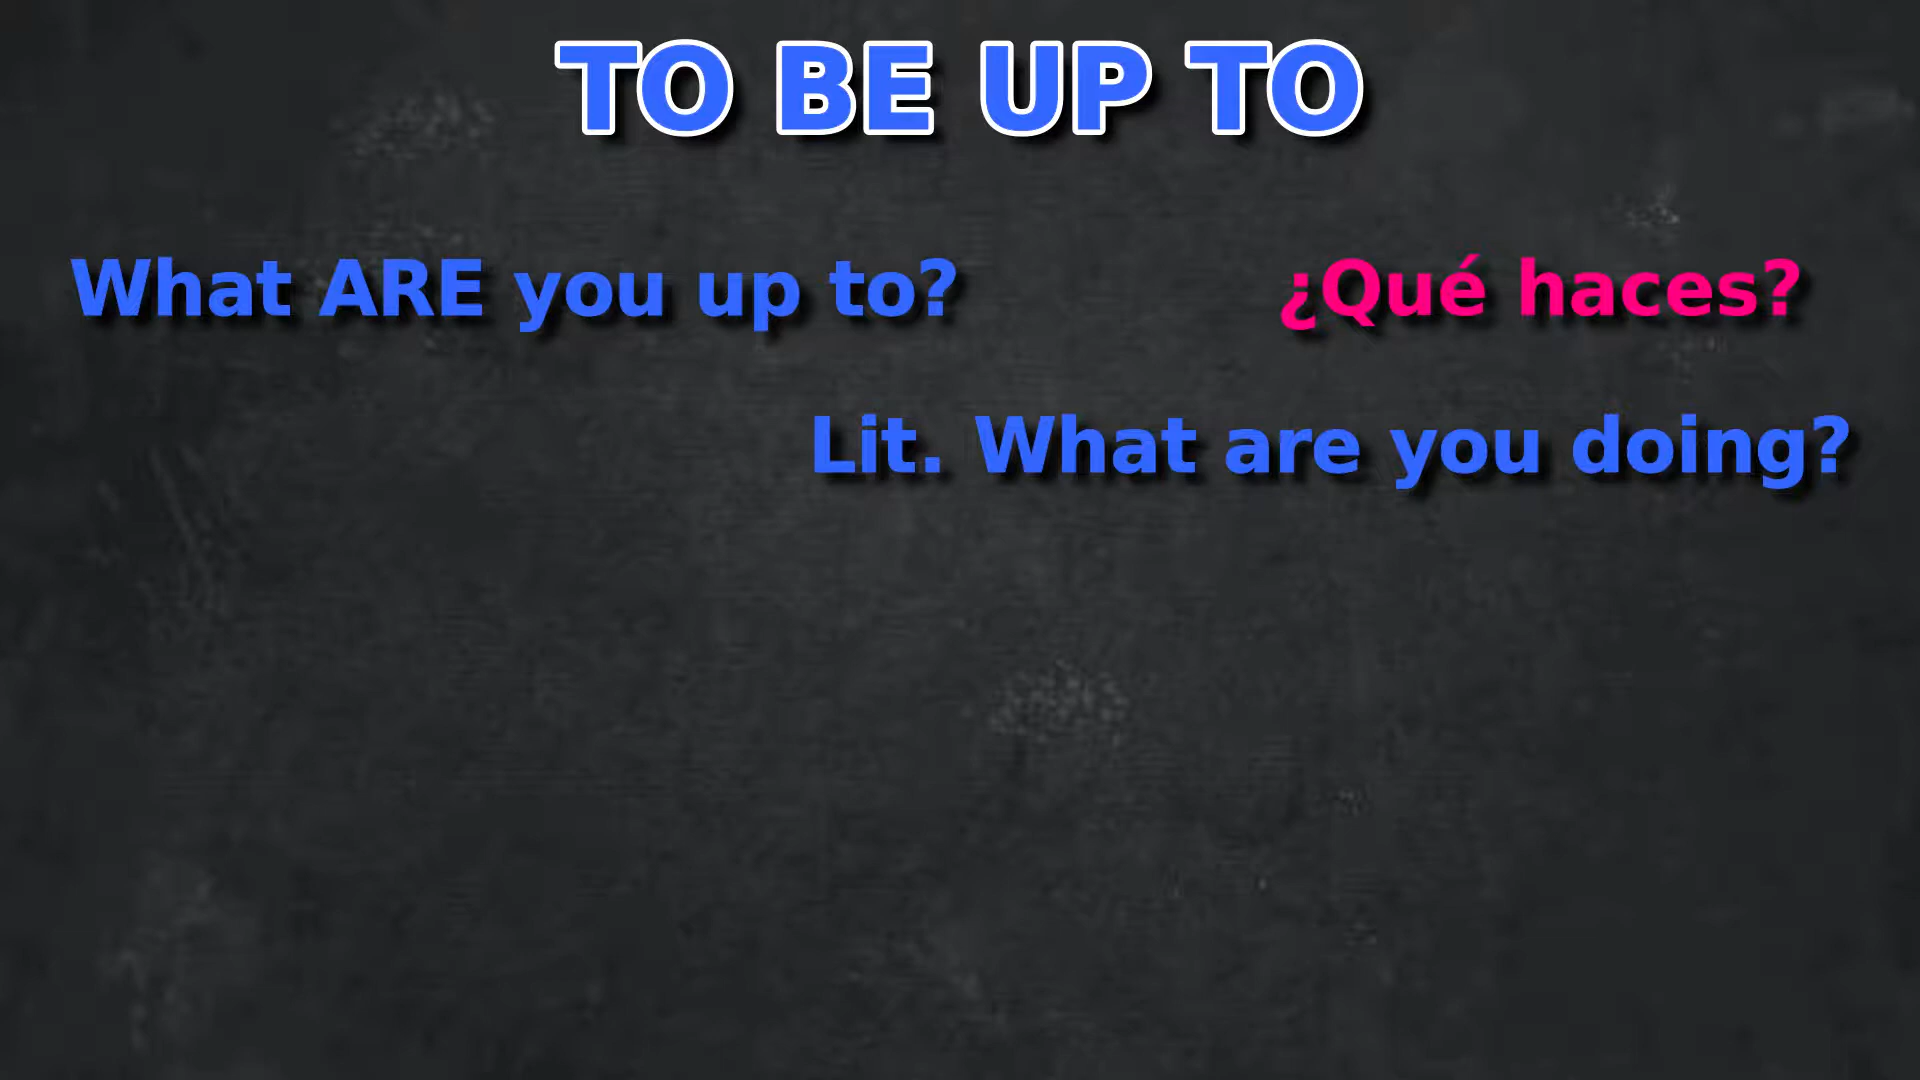 TO BE UP TO
What ARE you up to? ¿Qué haces?
Lit. What are you doing?